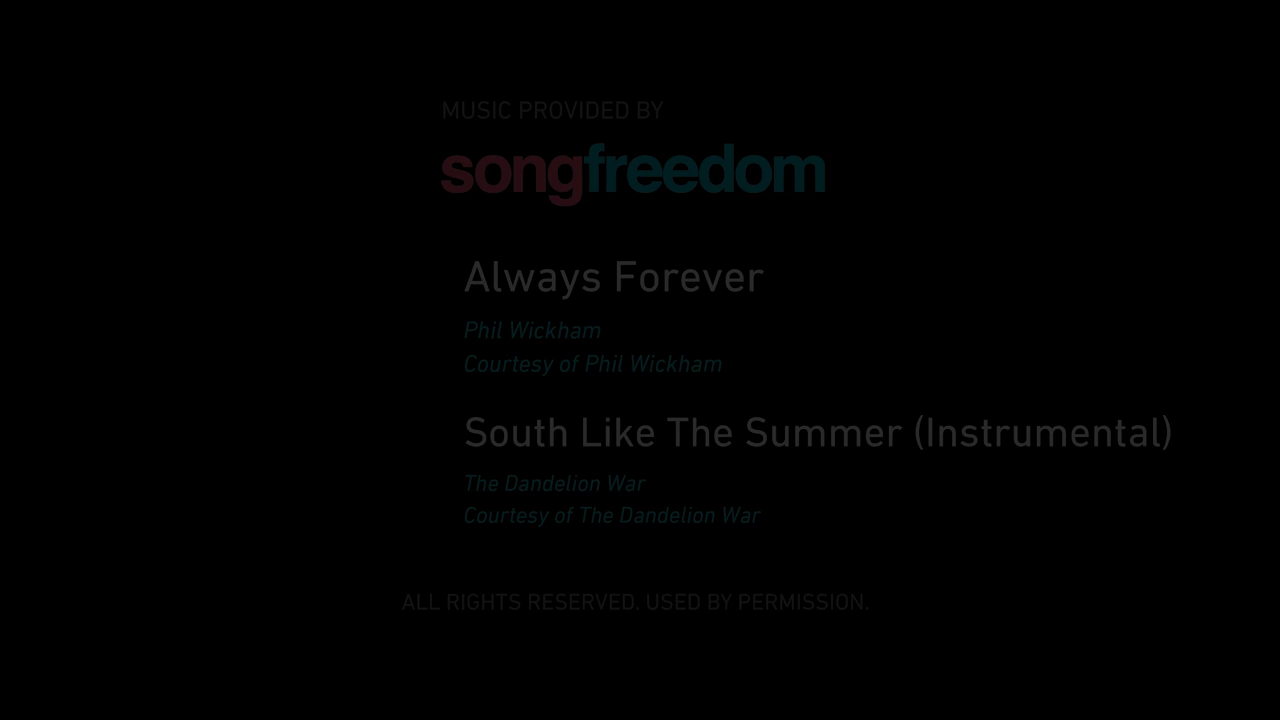 MUSIC PROVIDED BY
songfreedom
Always Forever
Phil Wickham
Courtesy of Phil Wickham
South Like The Summer (Instrumental)
The Dandelion War
Courtesy of The Dandelion War
ALL RIGHTS RESERVED. USED BY PERMISSION.